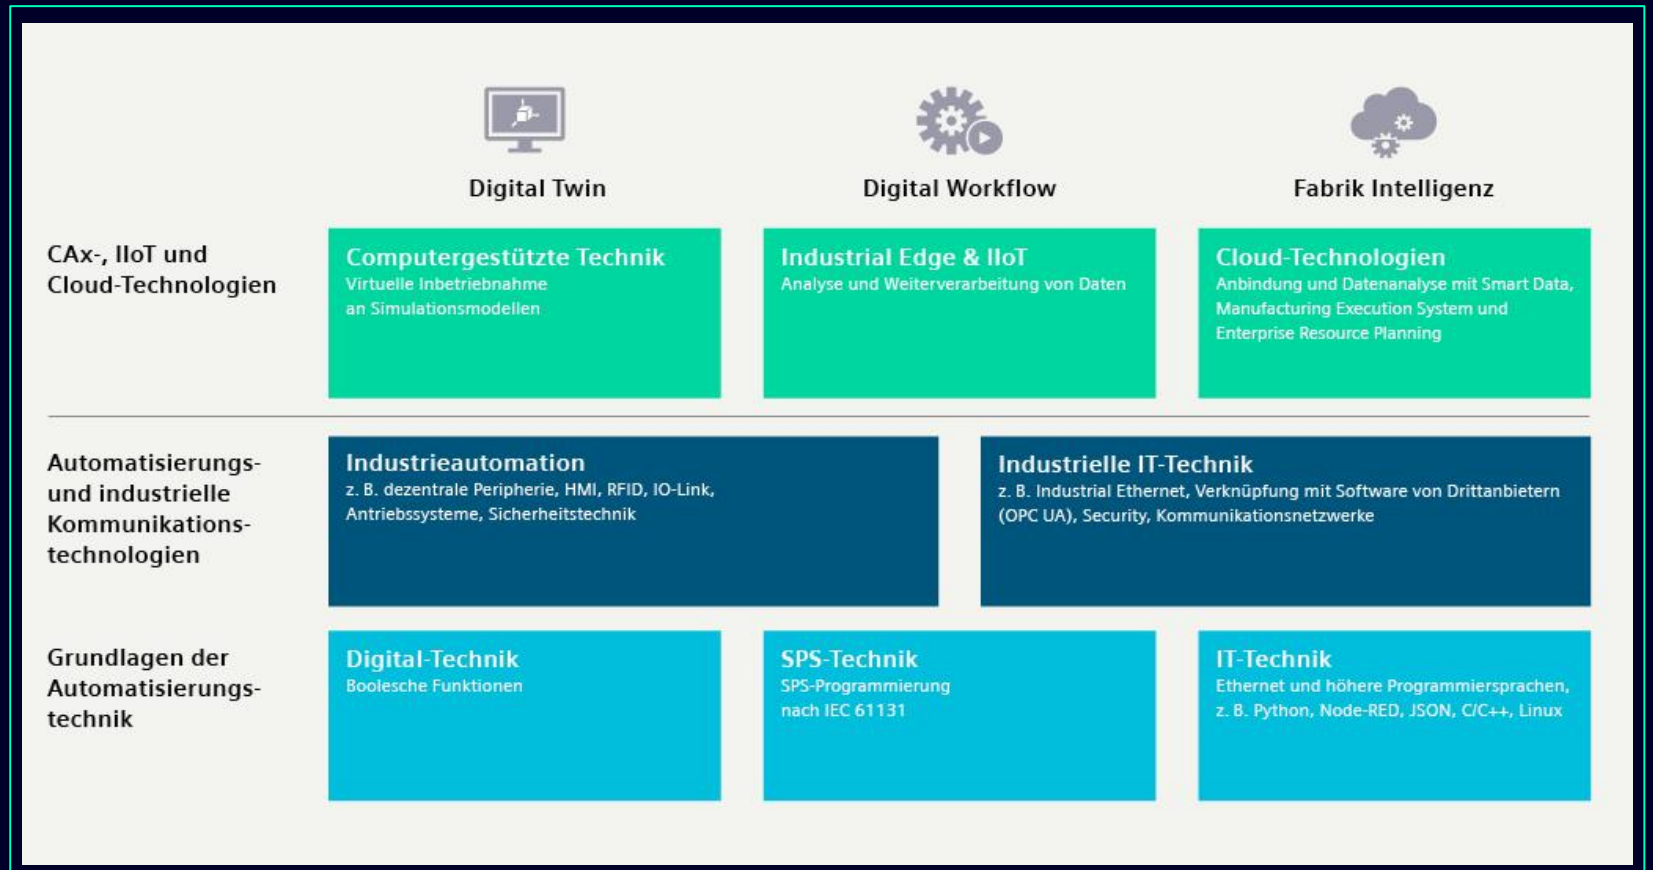 Digital Twin
Digital Workflow
Fabrik Intelligenz
CAx-, IIoT und
Cloud-Technologien
Computergestützte Technik
Virtuelle Inbetriebnahme
an Simulationsmodellen
Industrial Edge & IIoT
Analyse und Weiterverarbeitung von Daten
Cloud-Technologien
Anbindung und Datenanalyse mit Smart Data,
Manufacturing Execution System und
Enterprise Resource Planning
Automatisierungs-
und industrielle
Kommunikations-
technologien
Industrieautomation
z. B. dezentrale Peripherie, HMI, RFID, IO-Link,
Antriebssysteme, Sicherheitstechnik
Industrielle IT-Technik
z. B. Industrial Ethernet, Verknüpfung mit Software von Drittanbietern
(OPC UA), Security, Kommunikationsnetzwerke
Grundlagen der
Automatisierungs-
technik
Digital-Technik
Boolesche Funktionen
SPS-Technik
SPS-Programmierung
nach IEC 61131
IT-Technik
Ethernet und höhere Programmiersprachen,
z. B. Python, Node-RED, JSON, C/C++, Linux